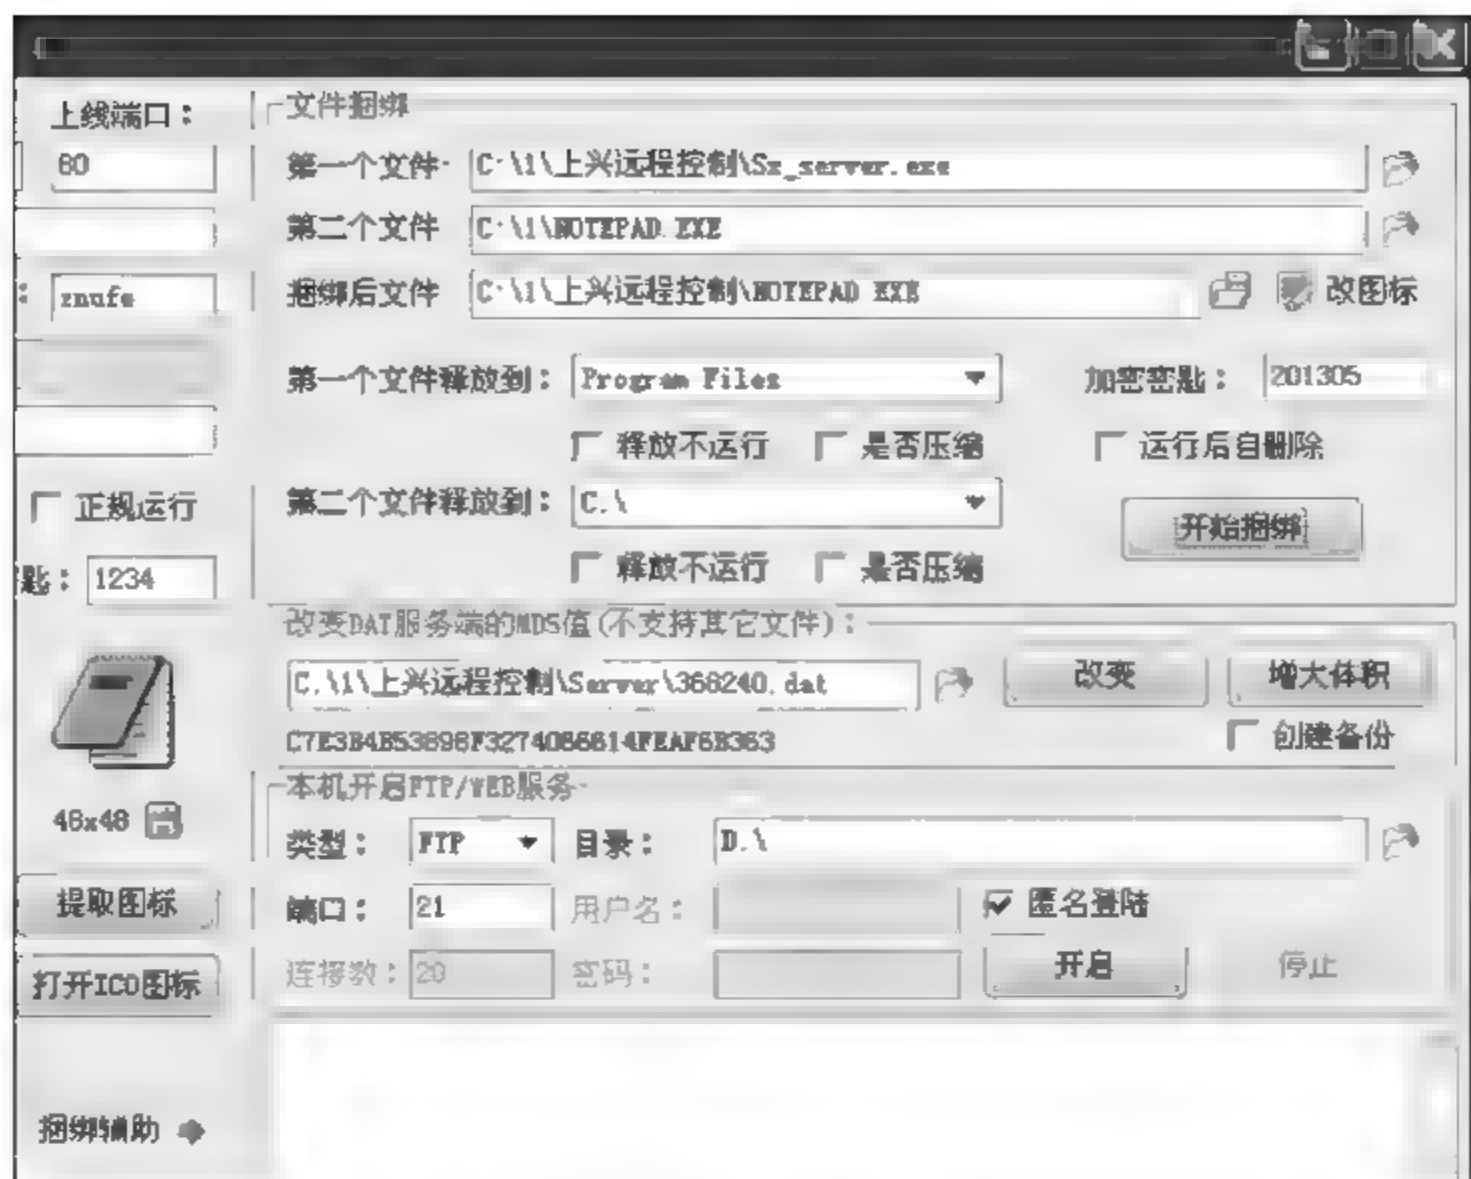 上线端口：
80
znufe
正规运行
匙：1234
48x48
提取图标
打开ICO图标
捆绑辅助
文件捆绑
第一个文件 C:\1\上兴远程控制\Sx_server.exe
第二个文件 C:\1\NOTEPAD.EXE
捆绑后文件 C:\1\上兴远程控制\NOTEPAD.EXE 改图标
第一个文件释放到： Program Files 加密密匙： 201305
释放不运行 是否压缩 运行后自删除
第二个文件释放到： C:\ 开始捆绑
释放不运行 是否压缩
改变DAT服务端的MD5值(不支持其它文件)：
C:\1\上兴远程控制\Server\368240.dat 改变 增大体积
创建备份
本机开启FTP/WEB服务
类型： FTP 目录： D:\
端口： 21 用户名： 匿名登陆
连接数： 20 密码： 开启 停止